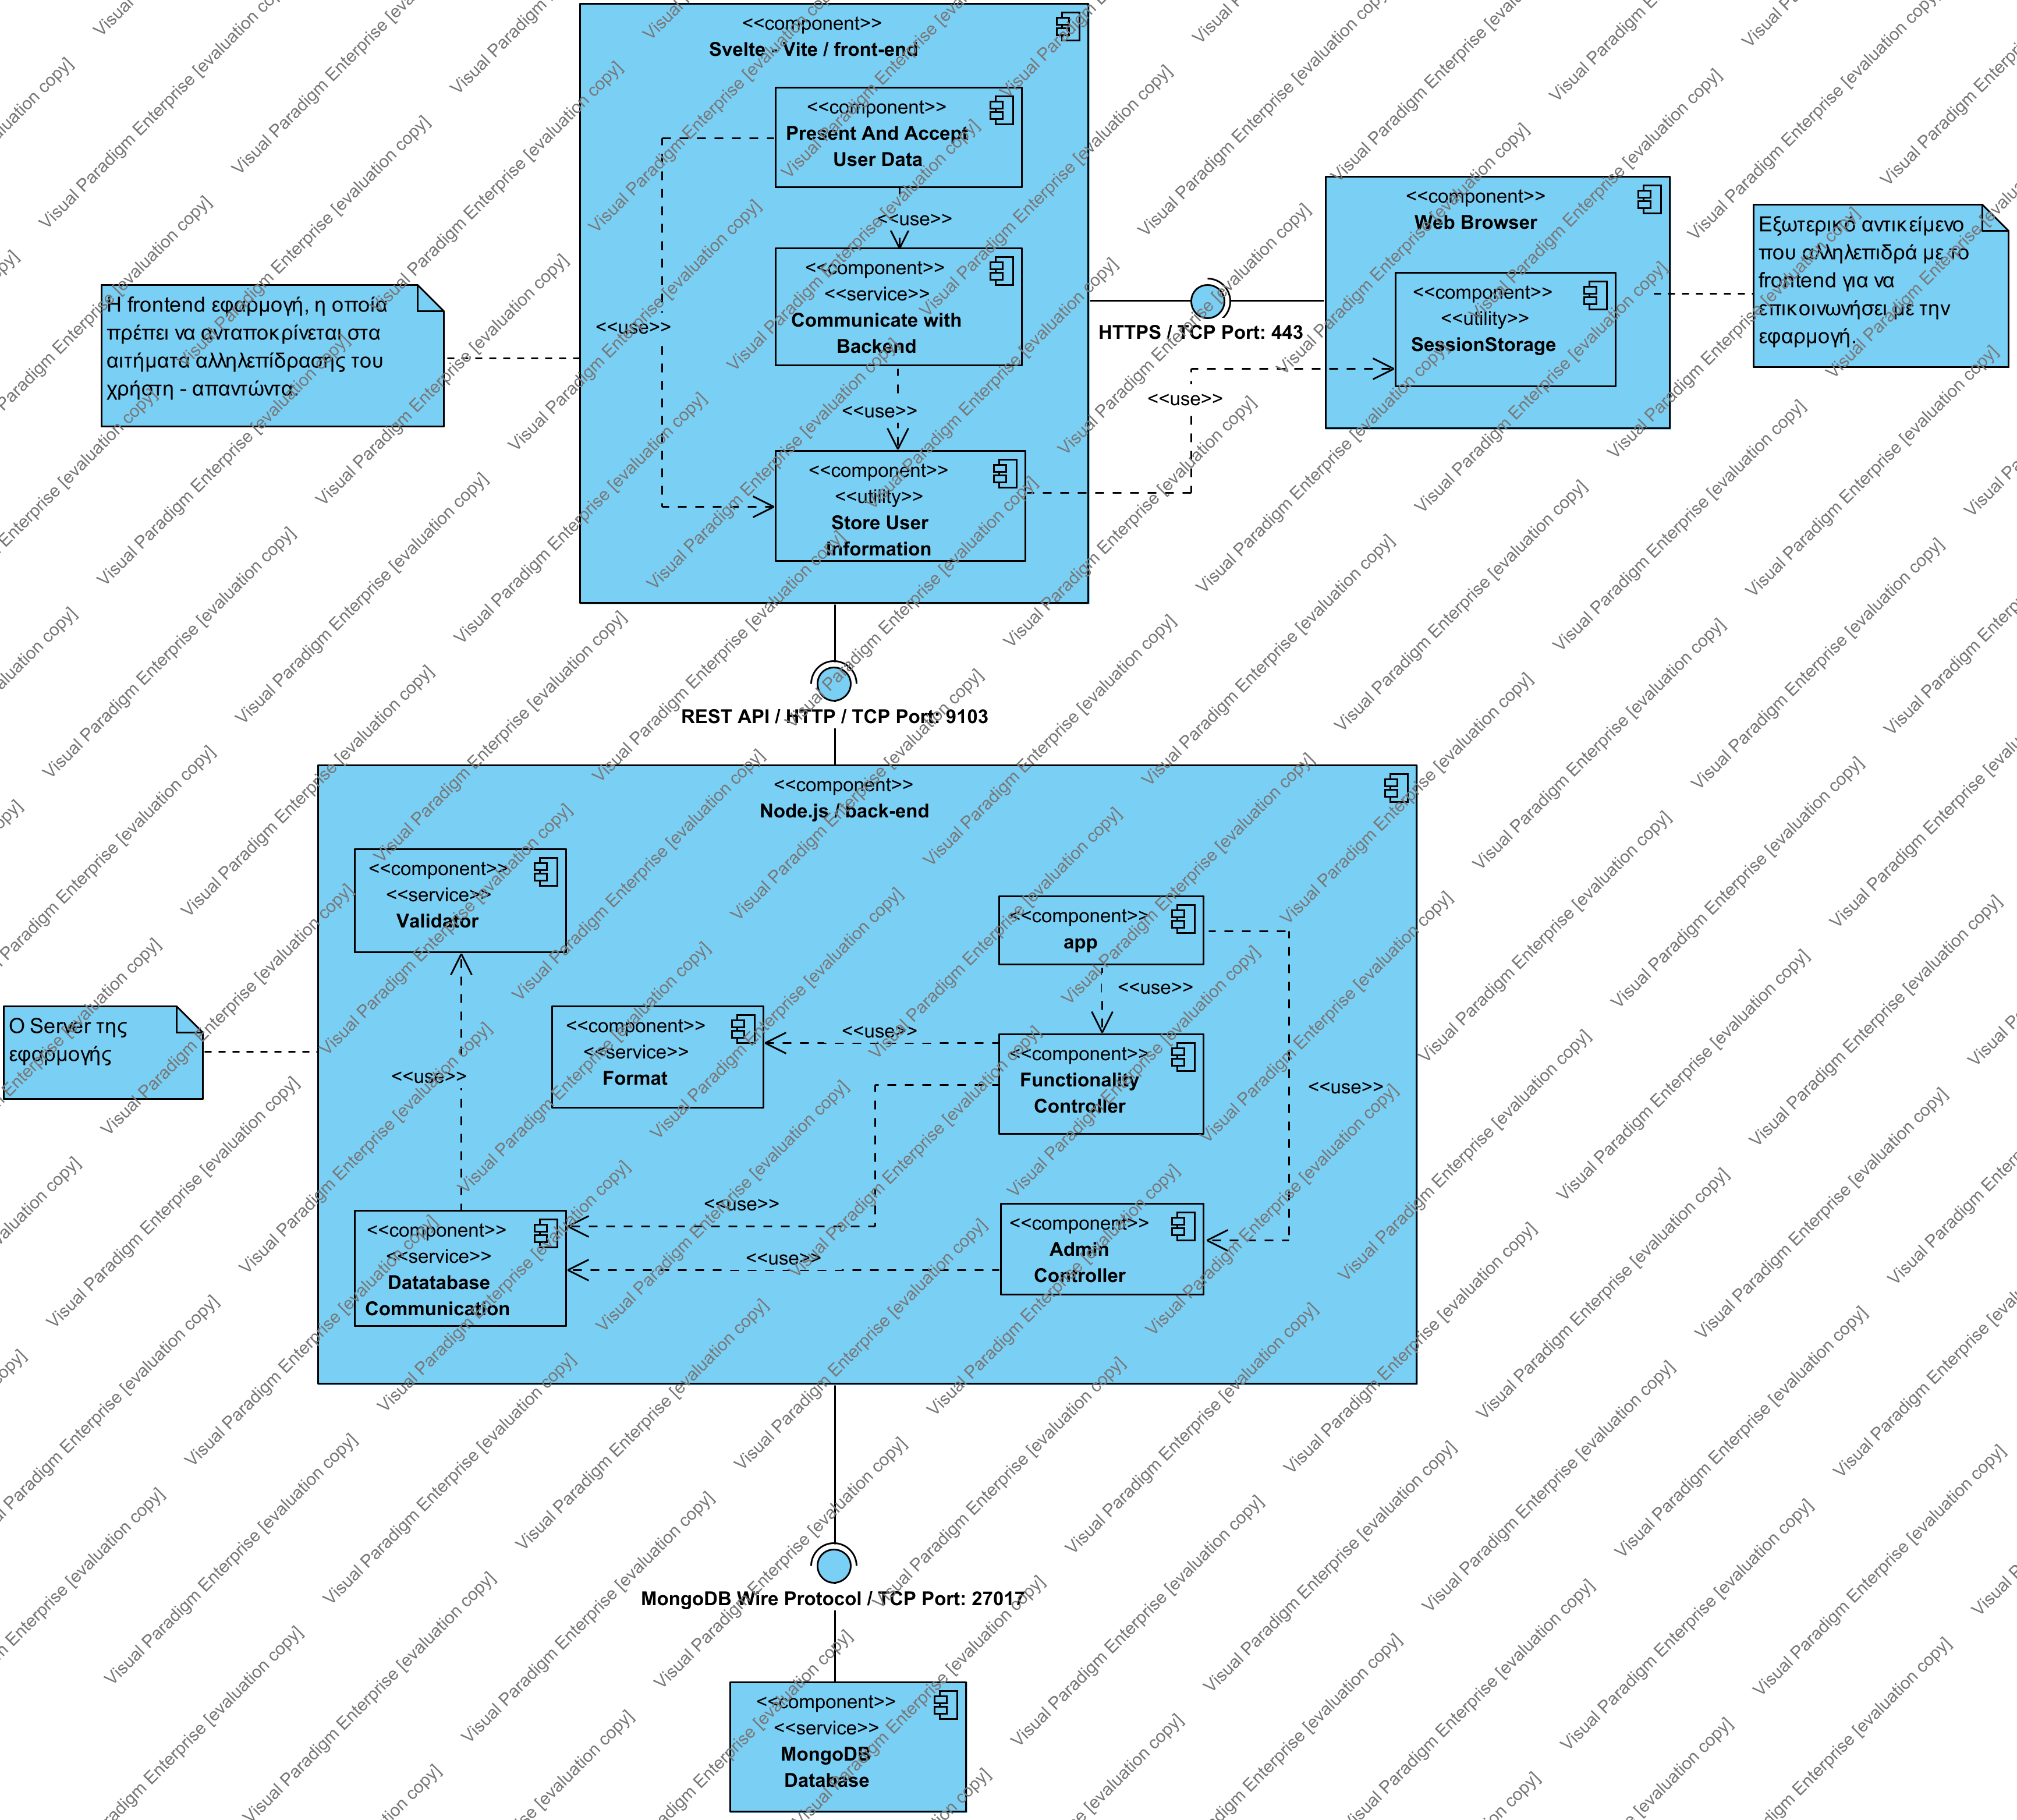 <<component>>
Svelte - Vite / front-end
<<component>>
Present And Accept
User Data
<<use>>
<<component>>
<<service>>
Communicate with
Backend
<<use>>
<<use>>
<<component>>
<<utility>>
Store User
Information
Η frontend εφαρμογή, η οποία
πρέπει να ανταποκρίνεται στα
αιτήματα αλληλεπίδρασης του
χρήστη - απαντώντα.
HTTPS / TCP Port: 443
<<use>>
<<component>>
Web Browser
<<component>>
<<utility>>
SessionStorage
Εξωτερικό αντικείμενο
που αλληλεπιδρά με το
frontend για να
επικοινωνήσει με την
εφαρμογή.
REST API / HTTP / TCP Port: 9103
<<component>>
Node.js / back-end
<<component>>
<<service>>
Validator
<<component>>
app
<<use>>
<<component>>
<<service>>
Format
<<use>>
<<component>>
Functionality
Controller
<<use>>
<<use>>
Ο Server της
εφαρμογής
<<use>>
<<use>>
<<component>>
<<service>>
Datatabase
Communication
<<component>>
Admin
Controller
MongoDB Wire Protocol / TCP Port: 27017
<<component>>
<<service>>
MongoDB
Database
Visual Paradigm Enterprise [evaluation copy]